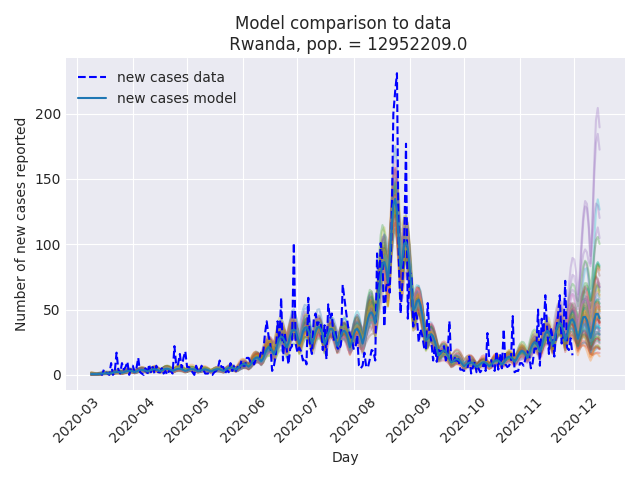 Model comparison to data
Rwanda, pop. = 12952209.0
new cases data
new cases model
Number of new cases reported
200
150
100
50
0
2020-03
2020-04
2020-05
2020-06
2020-07
2020-08
2020-09
2020-10
2020-11
2020-12
Day